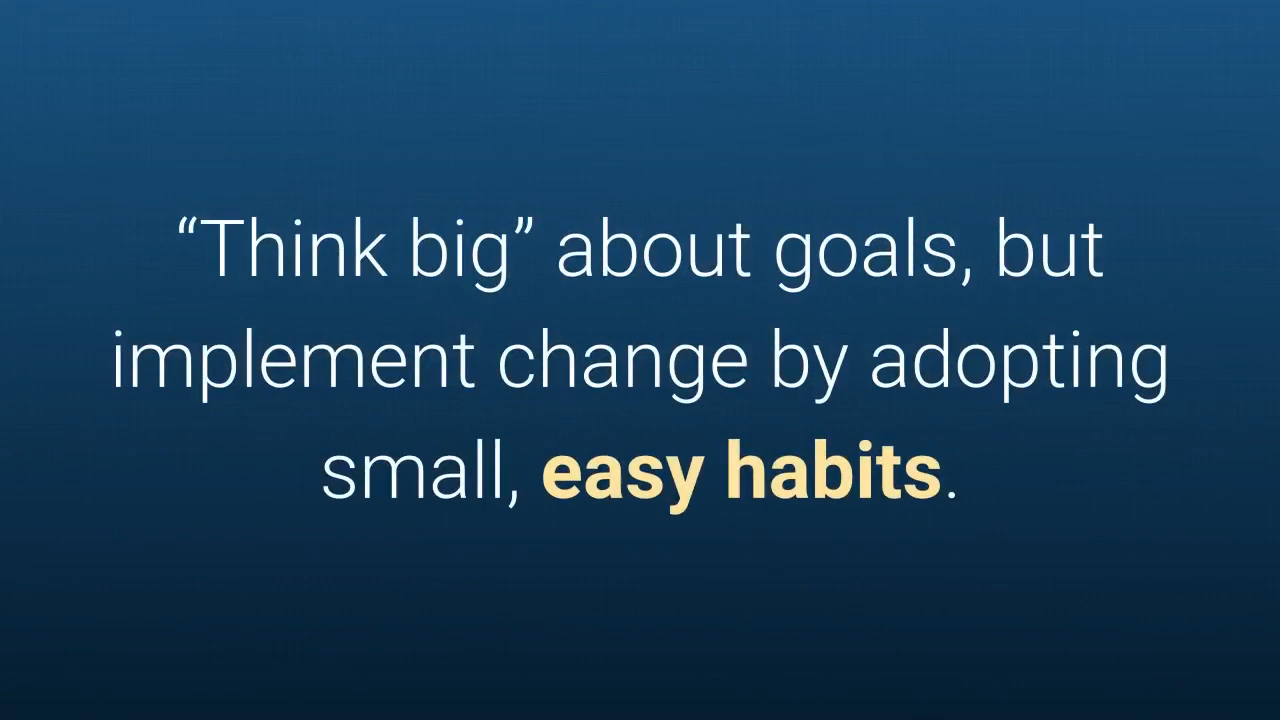 “Think big” about goals, but
implement change by adopting
small, easy habits.